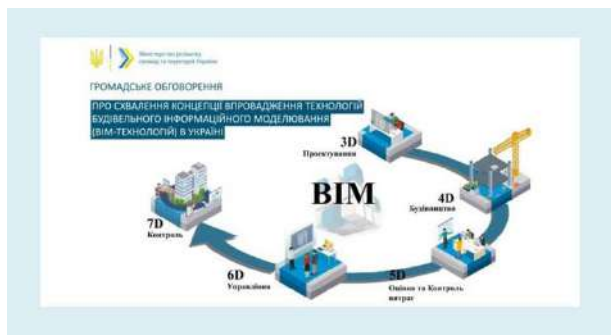 Міністерство розвитку
громад та територій України
ГРОМАДСЬКЕ ОБГОВОРЕННЯ
ПРО СХВАЛЕННЯ КОНЦЕПЦІЇ ВПРОВАДЖЕННЯ ТЕХНОЛОГІЙ
БУДІВЕЛЬНОГО ІНФОРМАЦІЙНОГО МОДЕЛЮВАННЯ
(BIM-ТЕХНОЛОГІЙ) В УКРАЇНІ
3D
Проектування
BIM
4D
Будівництво
7D
Контроль
5D
Оцінка та Контроль
витрат
6D
Управління